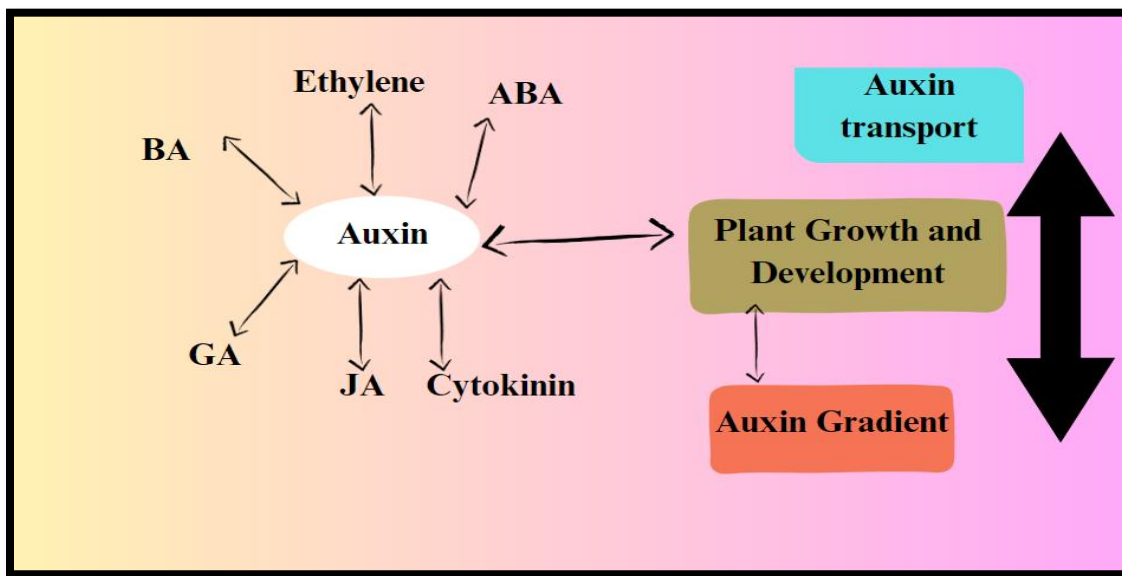 Ethylene
ABA
BA
Auxin
GA
JA
Cytokinin
Auxin
transport
Plant Growth and
Development
Auxin Gradient